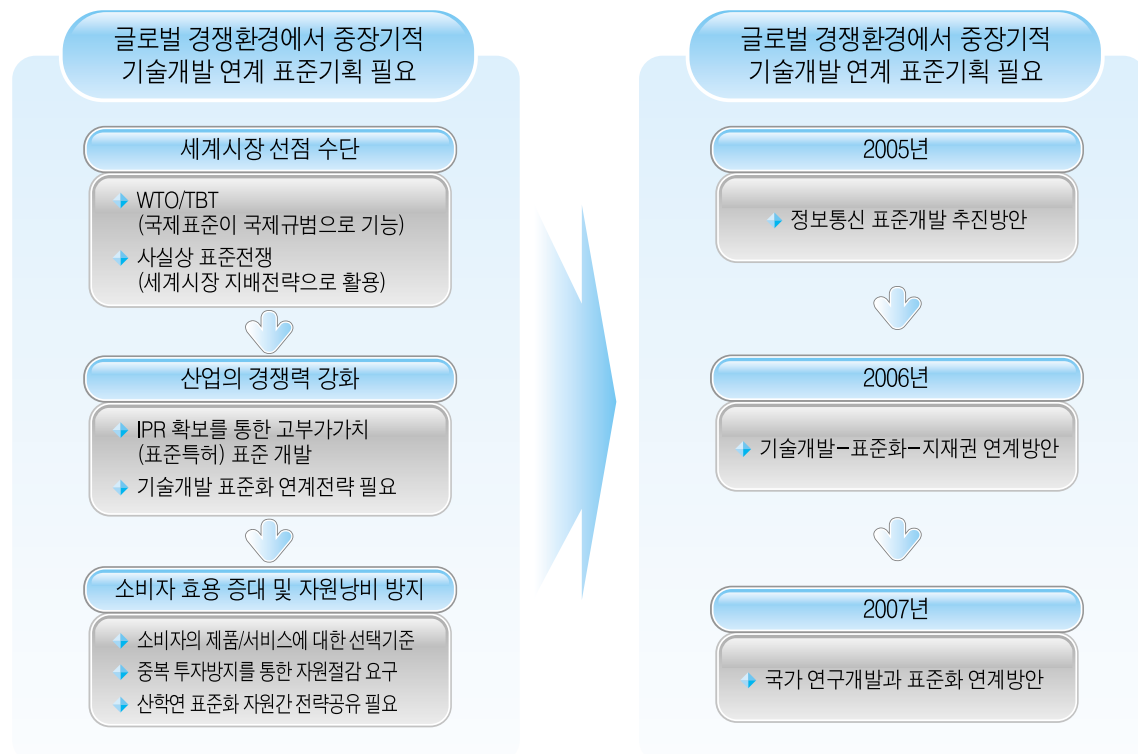 글로벌 경쟁환경에서 중장기적
기술개발 연계 표준기획 필요
세계시장 선점 수단
WTO/TBT
(국제표준이 국제규범으로 기능)
사실상 표준전쟁
(세계시장 지배전략으로 활용)
산업의 경쟁력 강화
IPR 확보를 통한 고부가가치
(표준특허) 표준 개발
기술개발 표준화 연계전략 필요
소비자 효용 증대 및 자원낭비 방지
소비자의 제품/서비스에 대한 선택기준
중복 투자방지를 통한 자원절감 요구
산학연 표준화 자원간 전략공유 필요
글로벌 경쟁환경에서 중장기적
기술개발 연계 표준기획 필요
2005년
정보통신 표준개발 추진방안
2006년
기술개발-표준화-지재권 연계방안
2007년
국가 연구개발과 표준화 연계방안